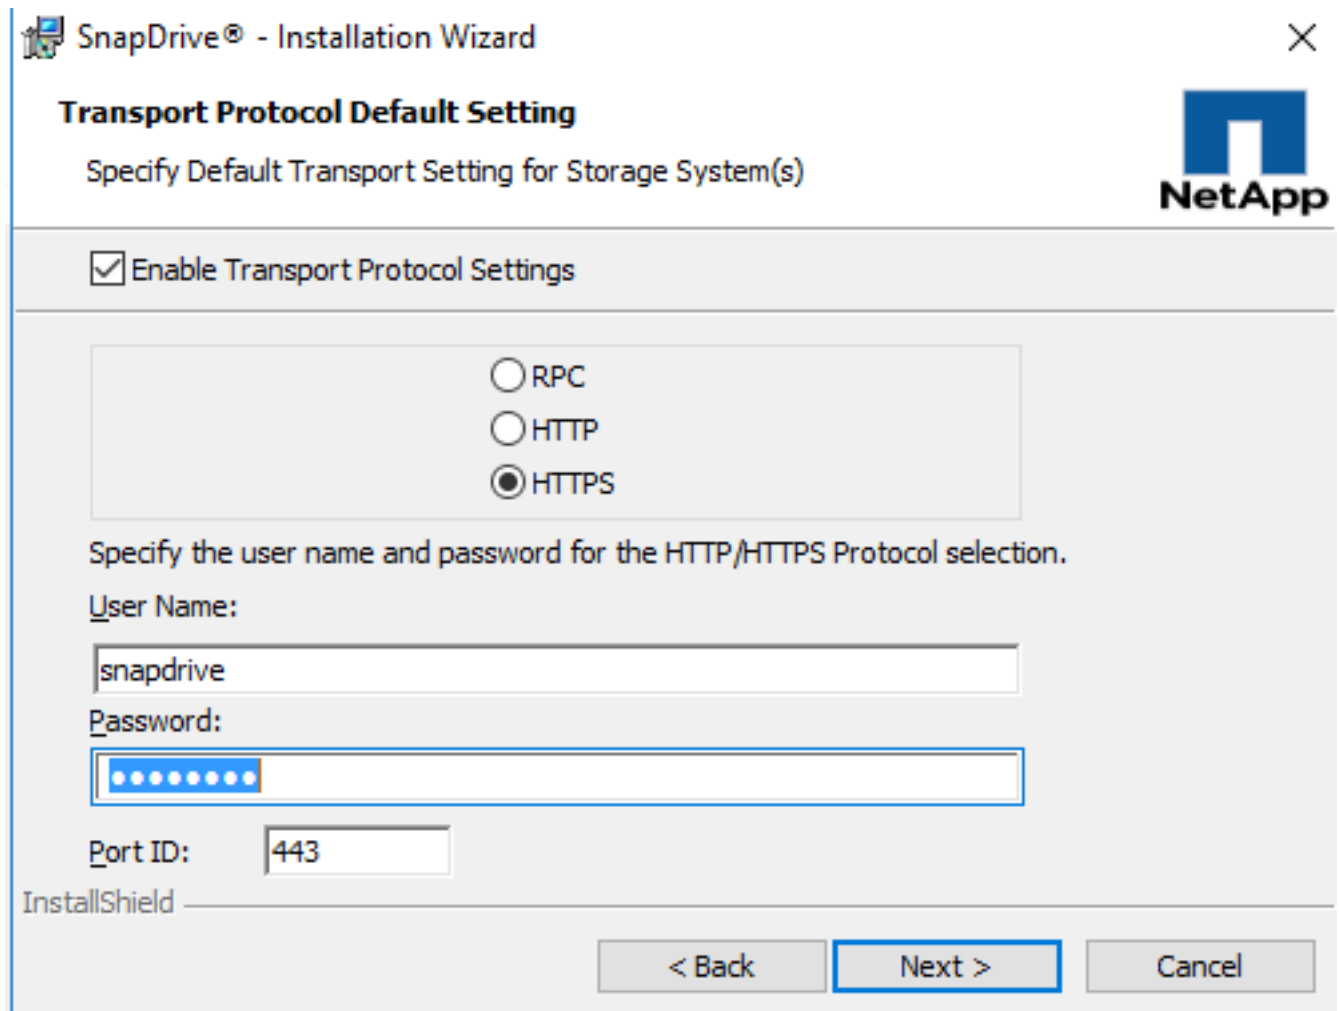 SnapDrive® - Installation Wizard
Transport Protocol Default Setting
Specify Default Transport Setting for Storage System(s)
NetApp
Enable Transport Protocol Settings
RPC
HTTP
HTTPS
Specify the user name and password for the HTTP/HTTPS Protocol selection.
User Name:
snapdrive
Password:
●●●●●●●●
Port ID: 443
InstallShield
< Back Next > Cancel